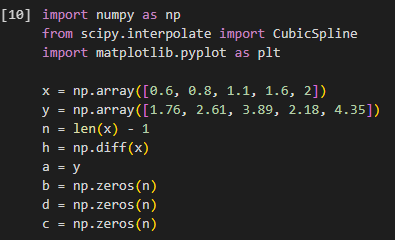 [10] import numpy as np
from scipy.interpolate import CubicSpline
import matplotlib.pyplot as plt
x = np.array([0.6, 0.8, 1.1, 1.6, 2])
y = np.array([1.76, 2.61, 3.89, 2.18, 4.35])
n = len(x) - 1
h = np.diff(x)
a = y
b = np.zeros(n)
d = np.zeros(n)
c = np.zeros(n)